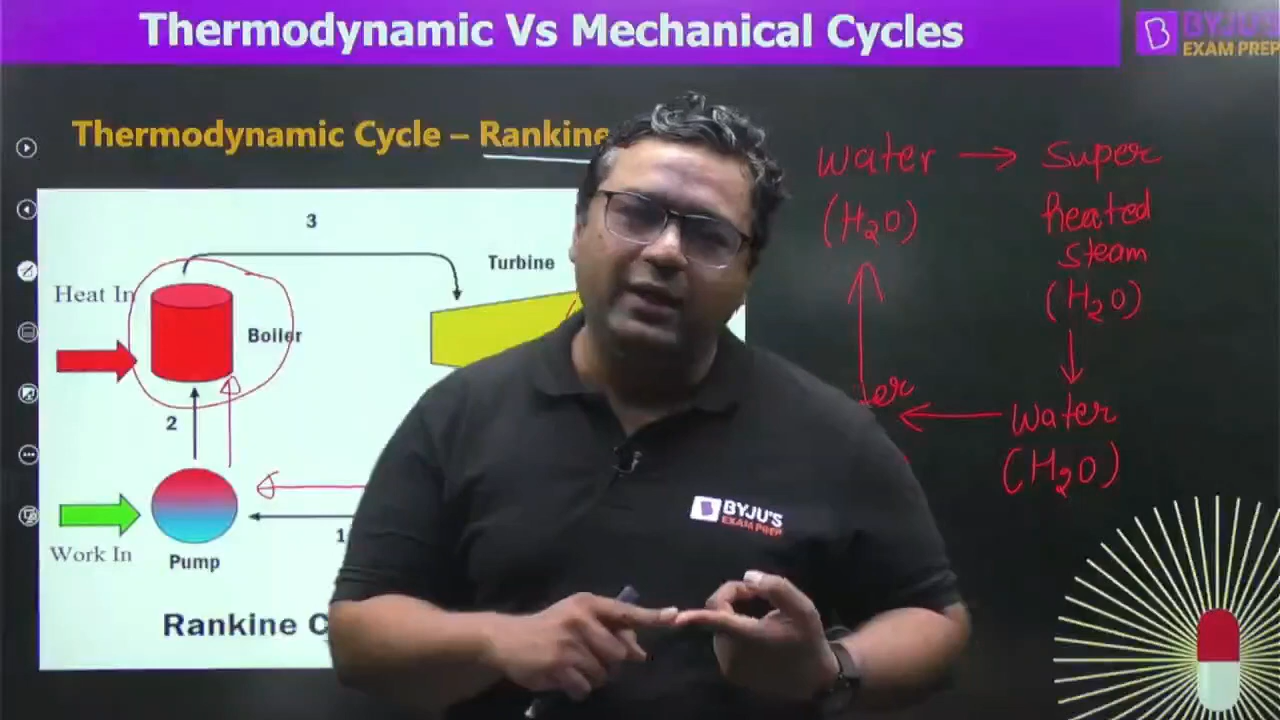 Thermodynamic Vs Mechanical Cycles
BYJU'S
EXAM PREP
Thermodynamic Cycle – Rankine
3
Turbine
Heat In
Boiler
2
1
Work In
Pump
Rankine C
Water → Super
(H₂O) heated
steam
(H₂O)
er ← Water
(H₂O)
BYJU'S
EXAM PREP